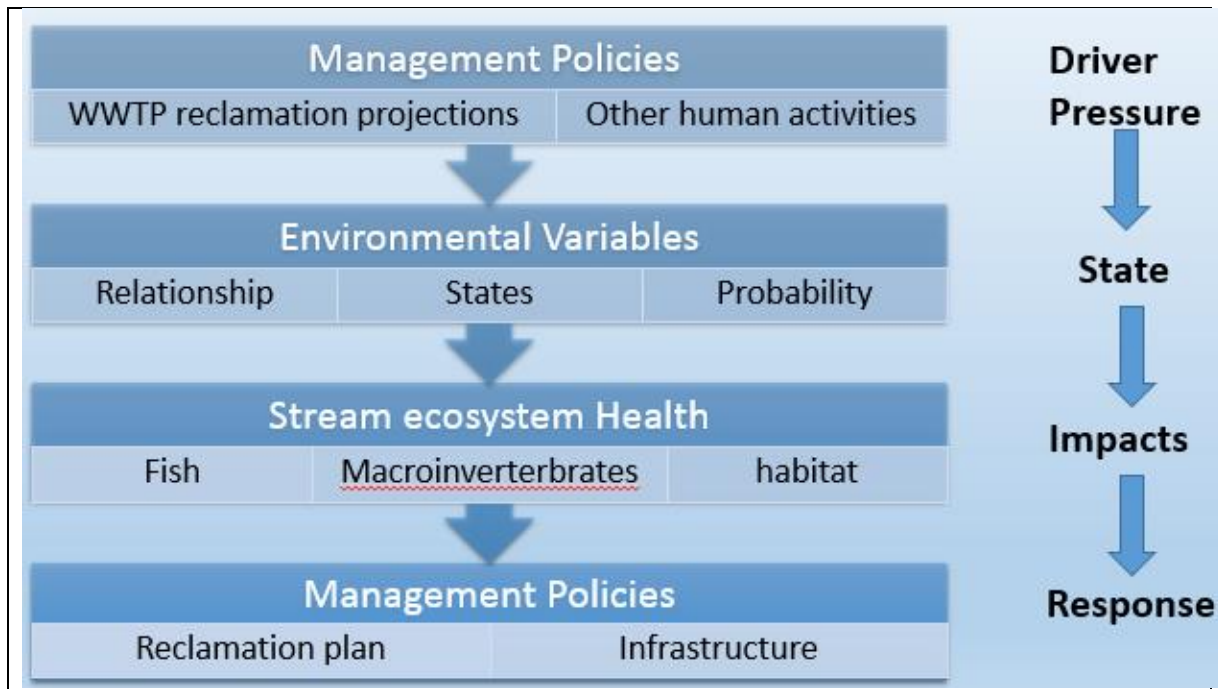 Management Policies
WWTP reclamation projections Other human activities
Environmental Variables
Relationship States Probability
Stream ecosystem Health
Fish Macroinverterbrates habitat
Management Policies
Reclamation plan Infrastructure
Driver
Pressure
State
Impacts
Response